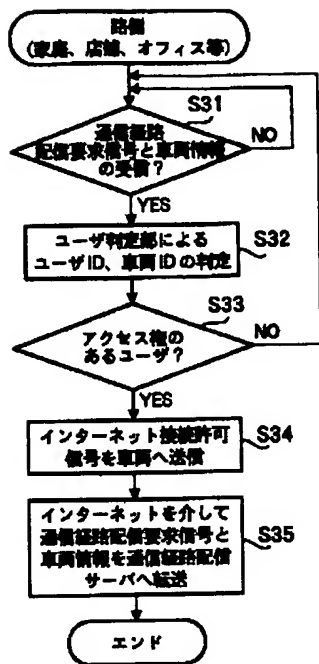 路側
(家庭、店舗、オフィス等)
S31
通信経路
配信要求信号と車両情報
の受信?
NO
YES
S32
ユーザ判定部による
ユーザID、車両IDの判定
S33
アクセス権の
あるユーザ?
NO
YES
S34
インターネット接続許可
信号を車両へ送信
S35
インターネットを介して
通信経路配信要求信号と
車両情報を通信経路配信
サーバへ転送
エンド